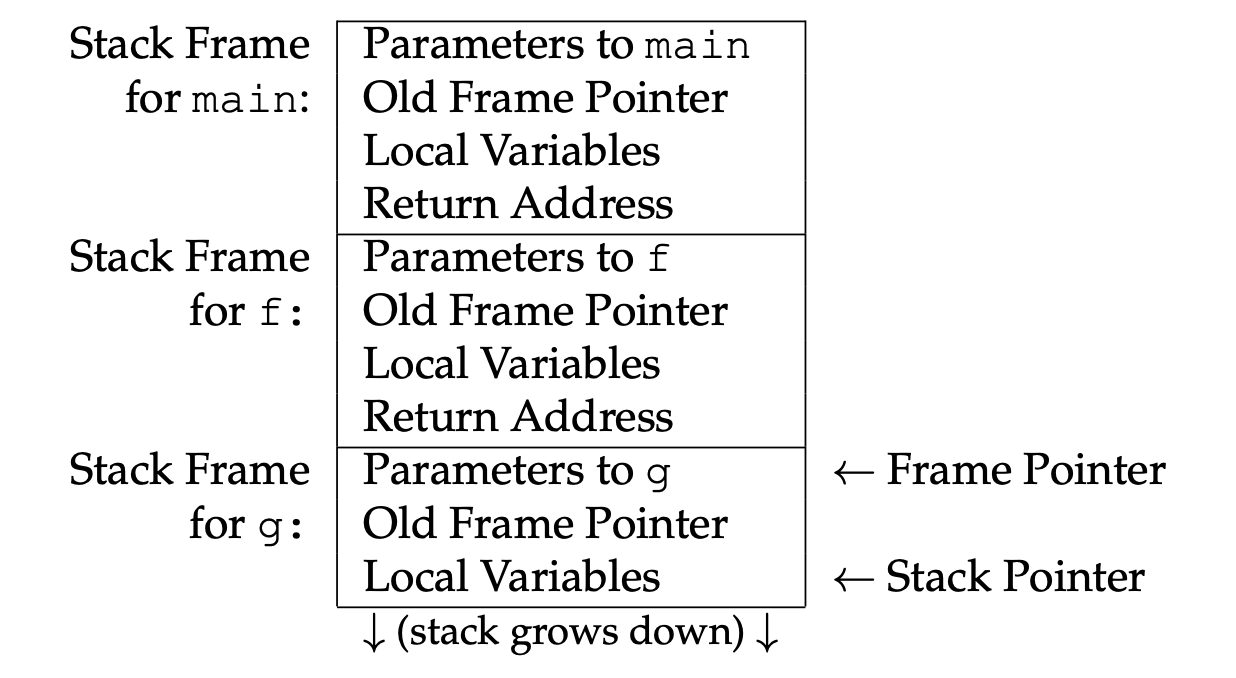 Stack Frame Parameters to main
for main: Old Frame Pointer
Local Variables
Return Address
Stack Frame Parameters to f
for f: Old Frame Pointer
Local Variables
Return Address
Stack Frame Parameters to g ← Frame Pointer
for g: Old Frame Pointer
Local Variables ← Stack Pointer
↓ (stack grows down) ↓